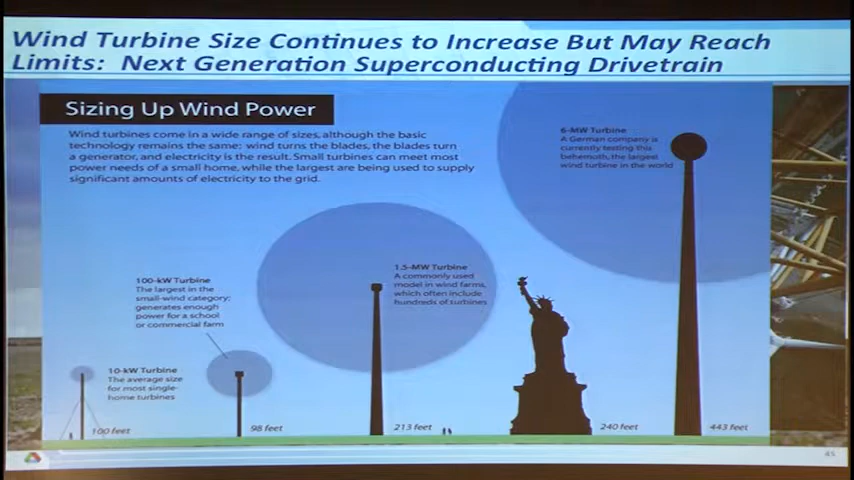 Wind Turbine Size Continues to Increase But May Reach
Limits: Next Generation Superconducting Drivetrain
Sizing Up Wind Power
Wind turbines come in a wide range of sizes, although the basic
technology remains the same: wind turns the blades, the blades turn
a generator, and electricity is the result. Small turbines can meet most
power needs of a small home, while the largest are being used to supply
significant amounts of electricity to the grid.
6-MW Turbine
A German company is
currently testing this
behemoth, the largest
wind turbine in the world
1.5-MW Turbine
A commonly used
model in wind farms,
which often include
hundreds of turbines
100-kW Turbine
The largest in the
small-wind category;
generates enough
power for a school
or commercial farm
10-kW Turbine
The average size
for most single-
home turbines
100 feet
98 feet
213 feet
240 feet
443 feet
45